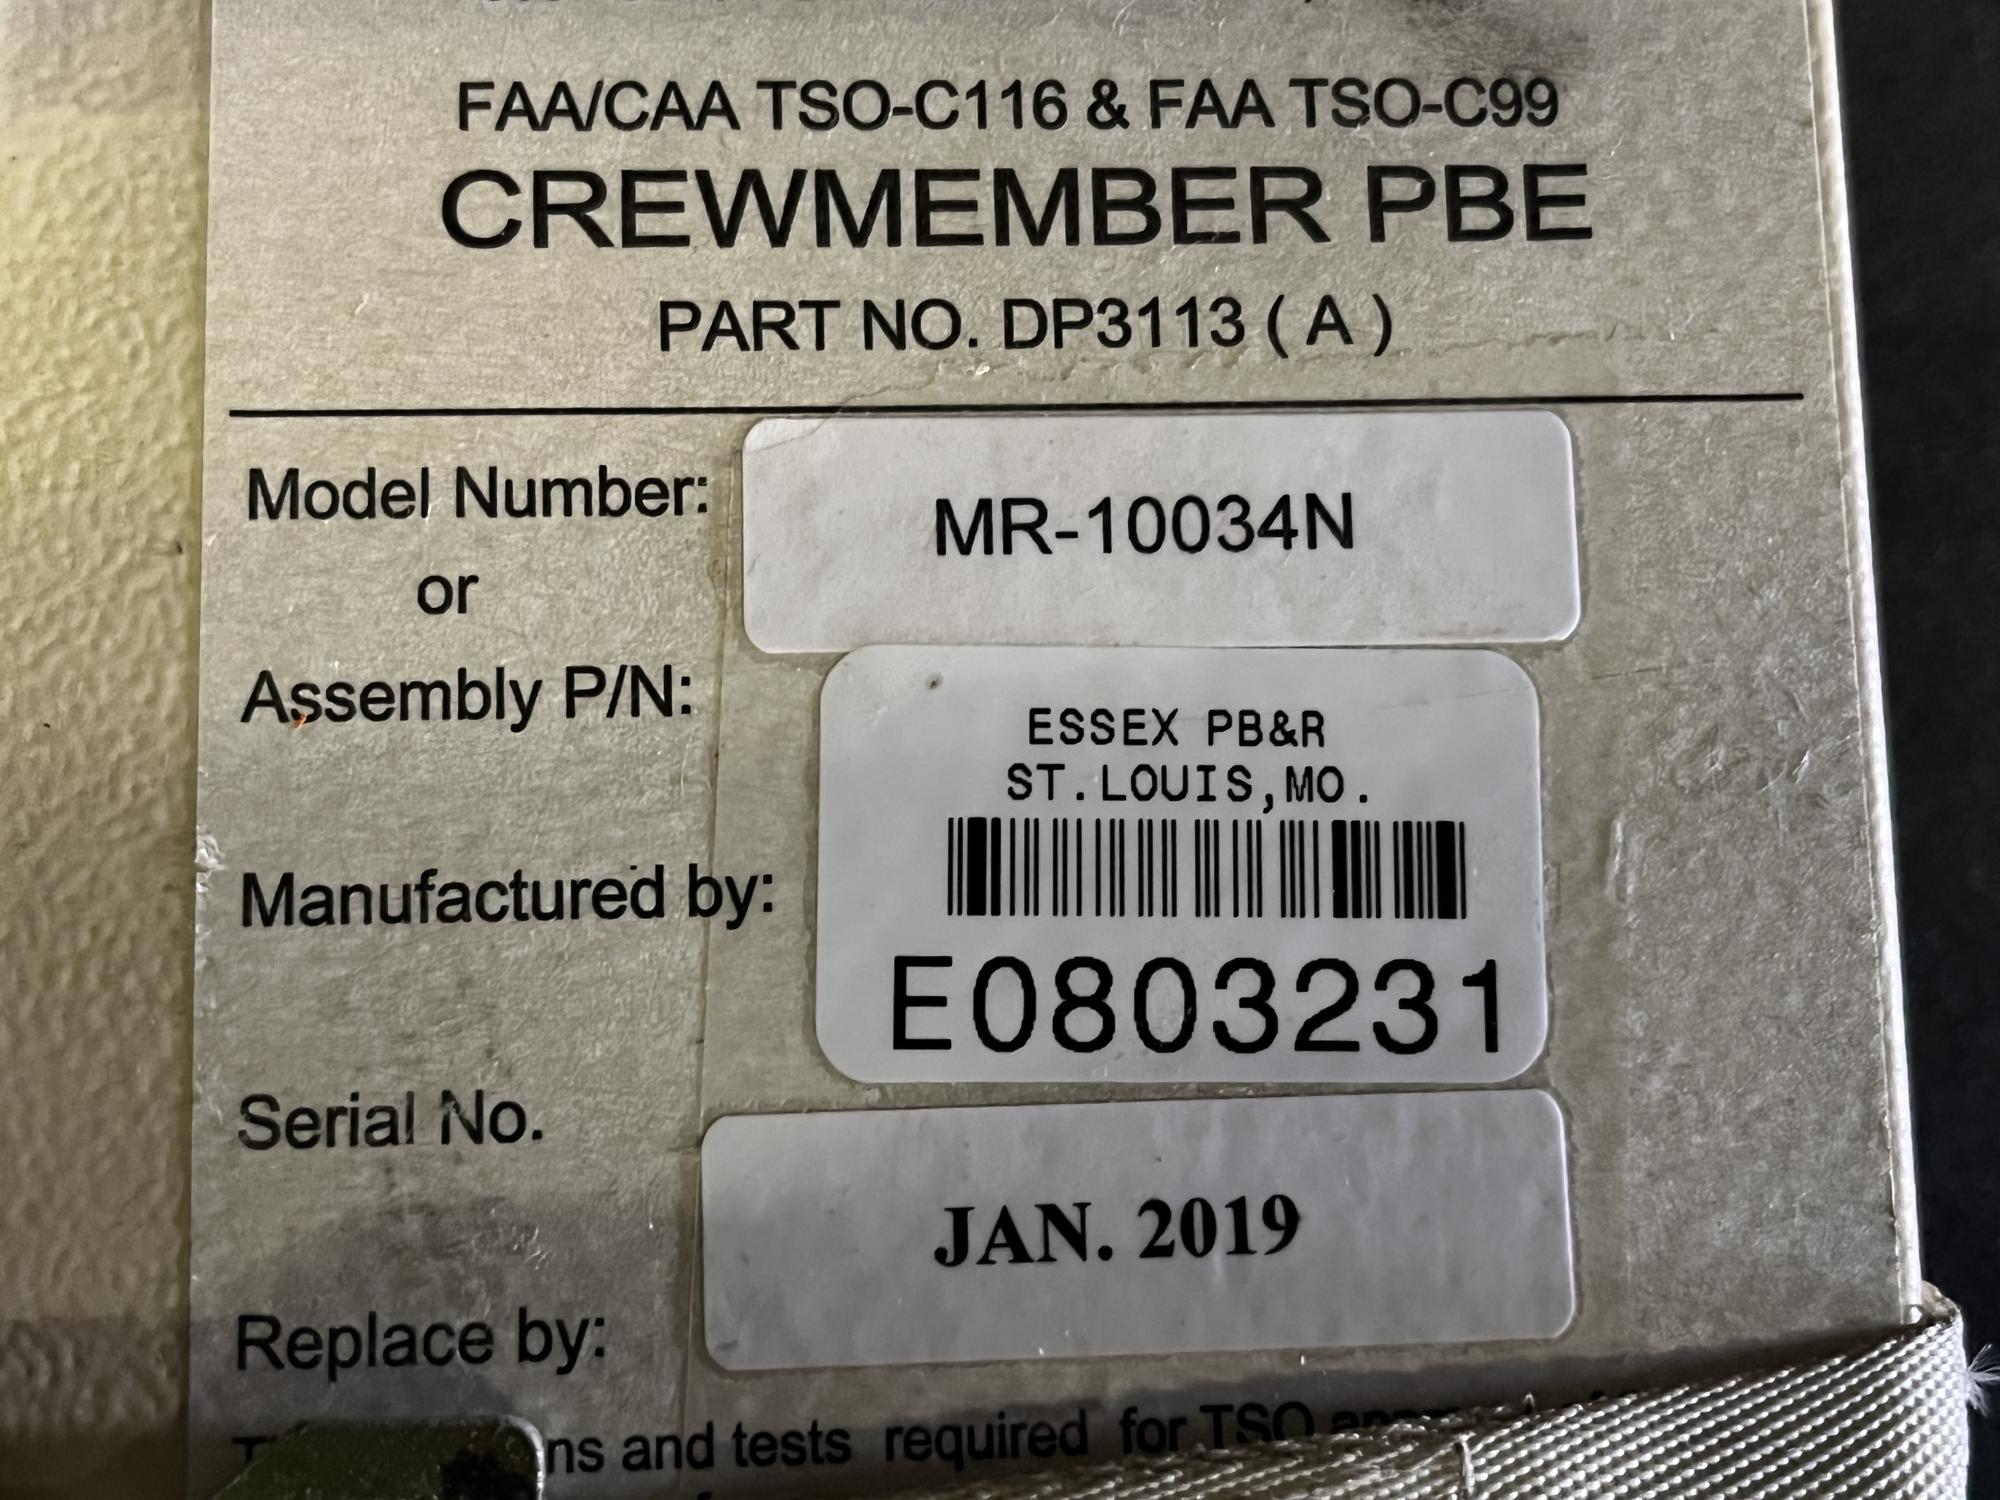 FAA/CAA TSO-C116 & FAA TSO-C99
CREWMEMBER PBE
PART NO. DP3113 ( A )
Model Number: MR-10034N
or
Assembly P/N:
ESSEX PB&R
ST.LOUIS,MO.
Manufactured by:
E0803231
Serial No.
JAN. 2019
Replace by:
and tests required for TSO